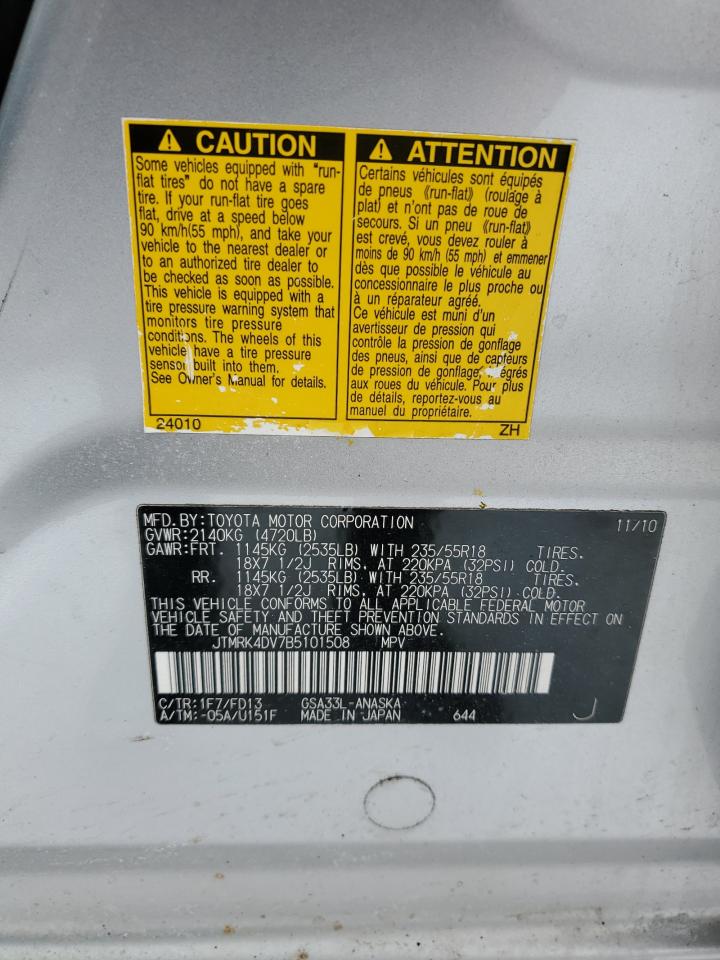 CAUTION
Some vehicles equipped with "run-
flat tires" do not have a spare
tire. If your run-flat tire goes
flat, drive at a speed below
90 km/h(55 mph), and take your
vehicle to the nearest dealer or
to an authorized tire dealer to
be checked as soon as possible.
This vehicle is equipped with a
tire pressure warning system that
monitors tire pressure
conditions. The wheels of this
vehicle have a tire pressure
sensor built into them.
See Owner's Manual for details.
24010
ATTENTION
Certains véhicules sont équipés
de pneus 《run-flat》 (roulage à
plat) et n'ont pas de roue de
secours. Si un pneu 《run-flat》
est crevé, vous devez rouler à
moins de 90 km/h (55 mph) et emmener
dès que possible le véhicule au
concessionnaire le plus proche ou
à un réparateur agréé.
Ce véhicule est muni d'un
avertisseur de pression qui
contrôle la pression de gonflage
des pneus, ainsi que de capteurs
de pression de gonflage, intégrés
aux roues du véhicule. Pour plus
de détails, reportez-vous au
manuel du propriétaire.
ZH
MFD.BY:TOYOTA MOTOR CORPORATION 11/10
GVWR:2140KG (4720LB)
GAWR:FRT. 1145KG (2535LB) WITH 235/55R18 TIRES.
18X7 1/2J RIMS, AT 220KPA (32PSI) COLD.
RR. 1145KG (2535LB) WITH 235/55R18 TIRES,
18X7 1/2J RIMS, AT 220KPA (32PSI) COLD.
THIS VEHICLE CONFORMS TO ALL APPLICABLE FEDERAL MOTOR
VEHICLE SAFETY AND THEFT PREVENTION STANDARDS IN EFFECT ON
THE DATE OF MANUFACTURE SHOWN ABOVE.
JTMRK4DV7B5101508 MPV
C/TR:1F7/FD13 GSA33L-ANASKA
A/TM:-05A/U151F MADE IN JAPAN 644 J